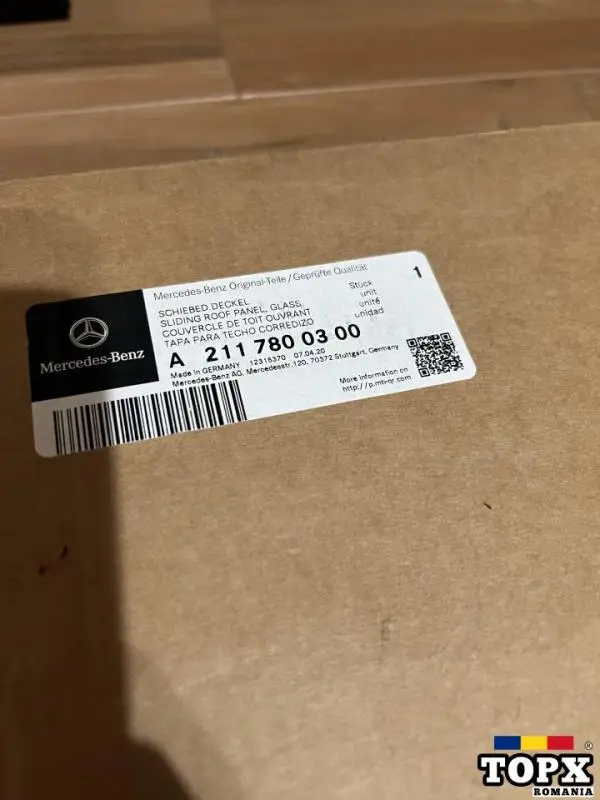 Mercedes-Benz Original-Teile / Geprüfte Qualität
1
SCHIEBED.DECKEL
SLIDING ROOF PANEL, GLASS,
COUVERCLE DE TOIT OUVRANT
TAPA PARA TECHO CORREDIZO
Stück
unit
unité
unidad
Mercedes-Benz
A 211 780 03 00
Made in GERMANY 12315370 07.04.20
Mercedes-Benz AG, Mercedesstr.120, 70372 Stuttgart, Germany
More information on
http://p.mb-qr.com
TOPX ®
ROMANIA